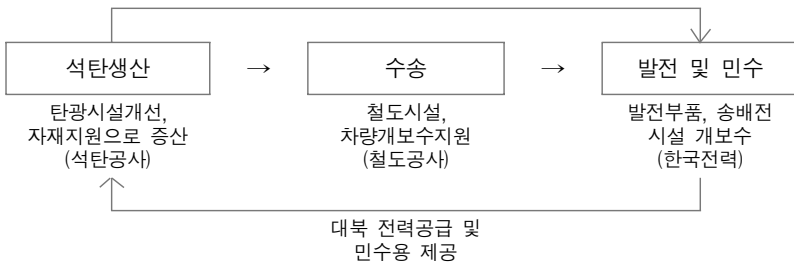 석탄생산 → 수송 → 발전 및 민수
탄광시설개선,
자재지원으로 증산
(석탄공사)
철도시설,
차량개보수지원
(철도공사)
발전부품, 송배전
시설 개보수
(한국전력)
대북 전력공급 및
민수용 제공